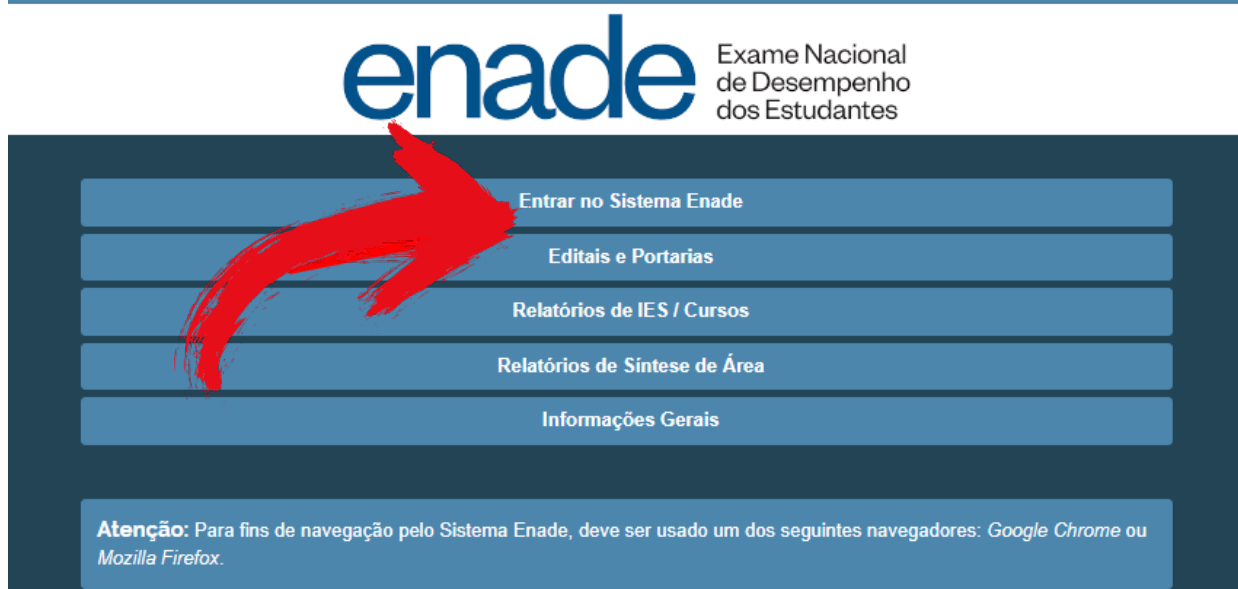 enade
Exame Nacional
de Desempenho
dos Estudantes
Entrar no Sistema Enade
Editais e Portarias
Relatórios de IES / Cursos
Relatórios de Síntese de Área
Informações Gerais
Atenção: Para fins de navegação pelo Sistema Enade, deve ser usado um dos seguintes navegadores: Google Chrome ou
Mozilla Firefox.